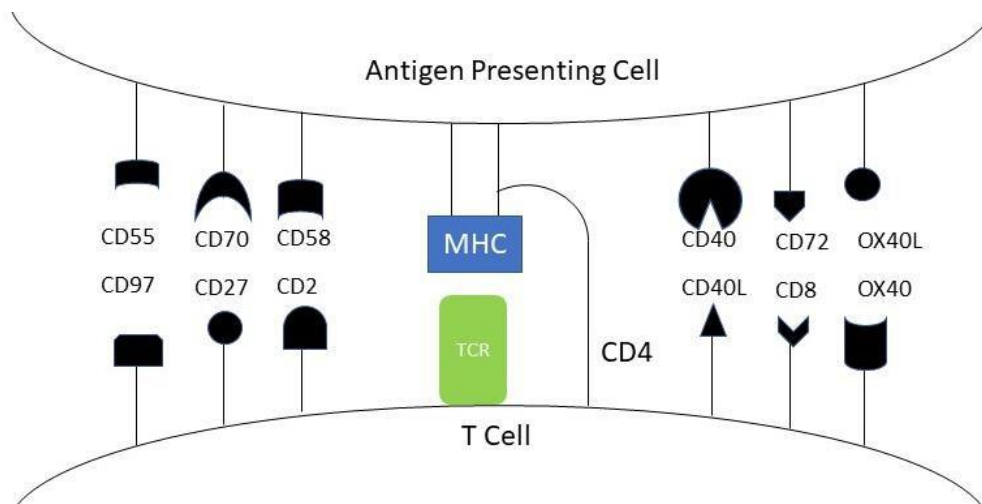 Antigen Presenting Cell
CD55 CD70 CD58 MHC CD40 CD72 OX40L
CD97 CD27 CD2 CD40L CD8 OX40
TCR CD4
T Cell